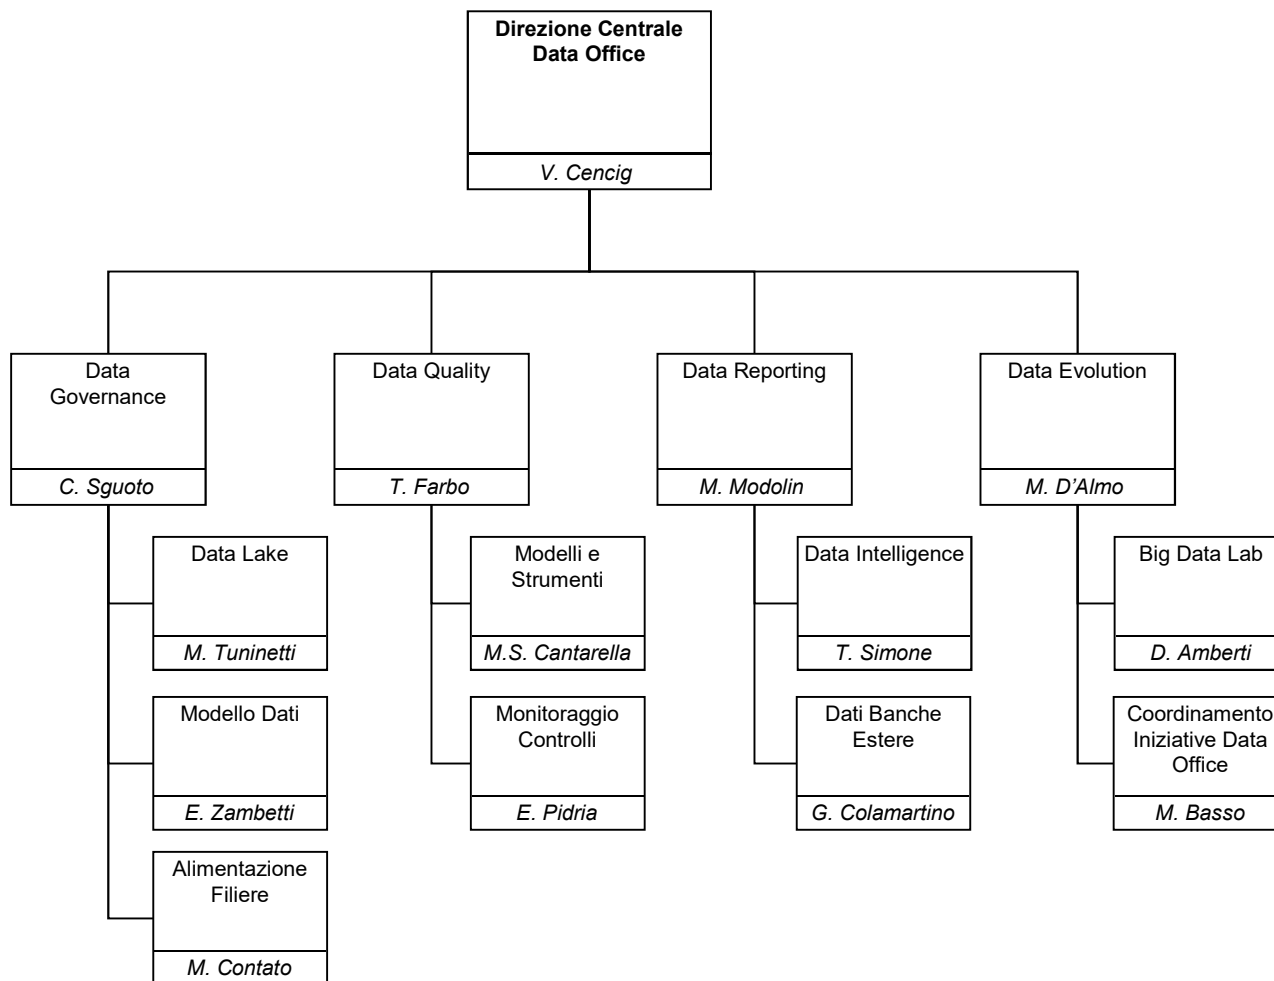 Direzione Centrale
Data Office
V. Cencig
Data
Governance
C. Sguoto
Data Quality
T. Farbo
Data Reporting
M. Modolin
Data Evolution
M. D’Almo
Data Lake
M. Tuninetti
Modelli e
Strumenti
M.S. Cantarella
Data Intelligence
T. Simone
Big Data Lab
D. Amberti
Modello Dati
E. Zambetti
Monitoraggio
Controlli
E. Pidria
Dati Banche
Estere
G. Colamartino
Coordinamento
Iniziative Data
Office
M. Basso
Alimentazione
Filiere
M. Contato